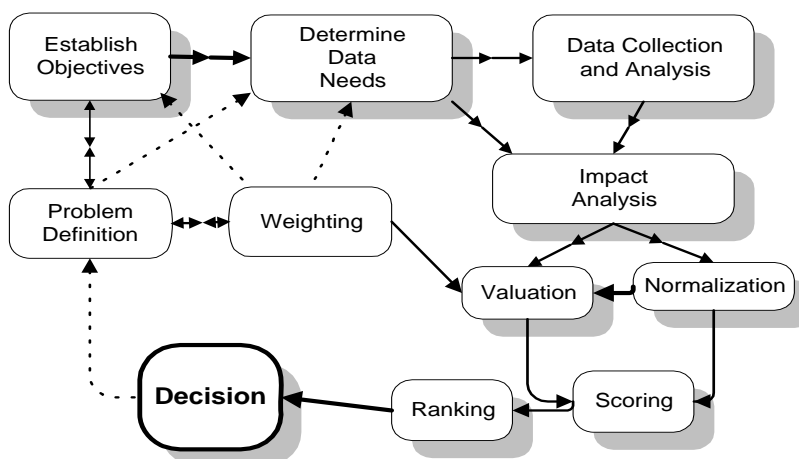 Establish
Objectives
Determine
Data
Needs
Data Collection
and Analysis
Impact
Analysis
Problem
Definition
Weighting
Valuation
Normalization
Decision
Ranking
Scoring